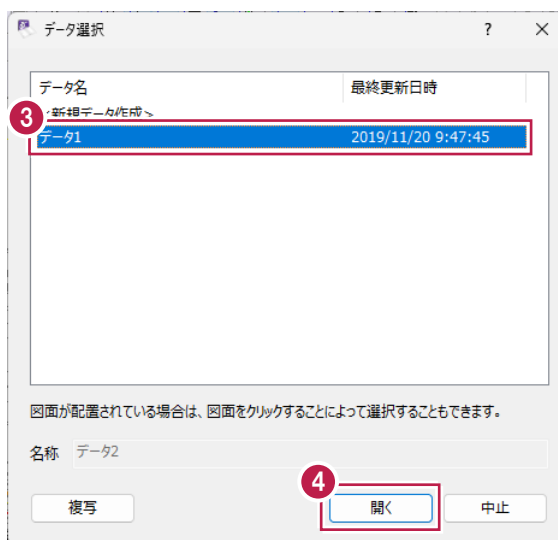 データ選択 ? ×
データ名 最終更新日時
3
<新規データ作成>
データ1 2019/11/20 9:47:45
図面が配置されている場合は、図面をクリックすることによって選択することもできます。
名称 データ2
4
複写 開く 中止